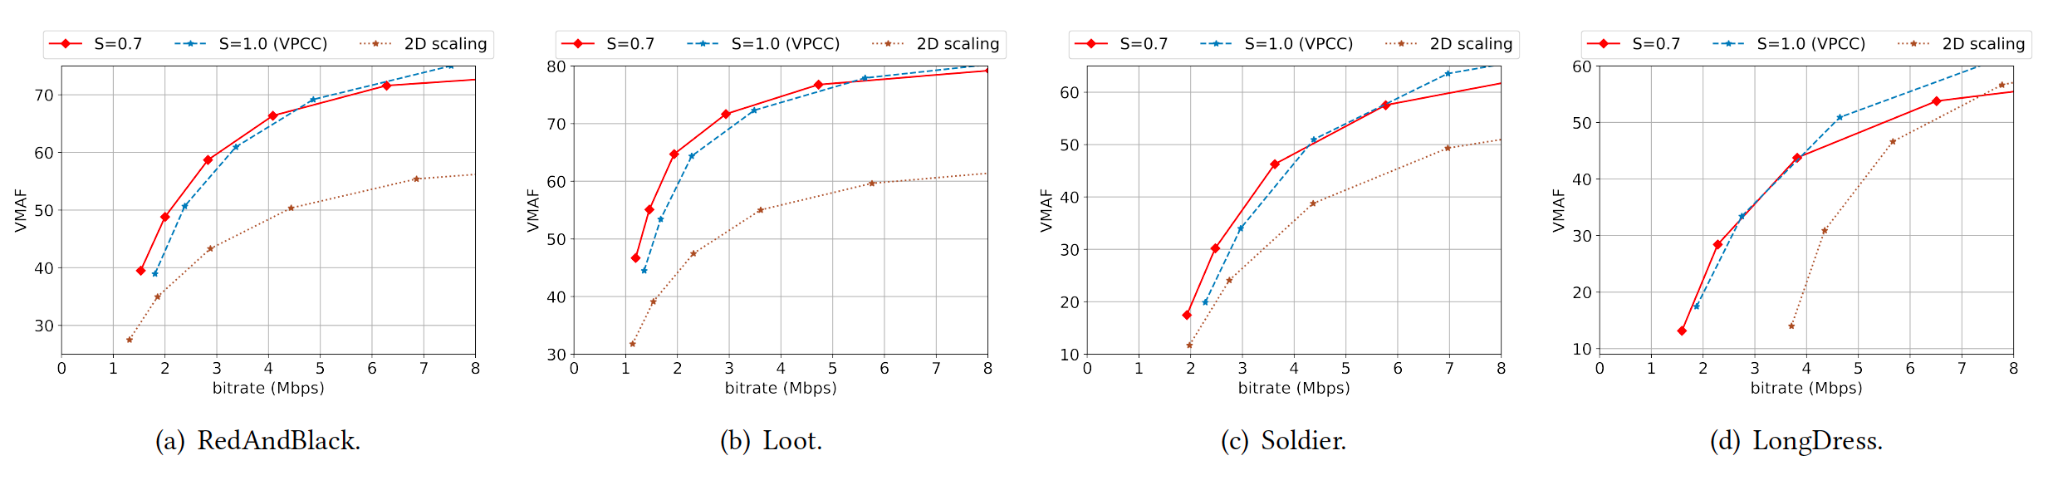 S=0.7 S=1.0 (VPCC) 2D scaling
70
60
50
40
30
VMAF
0 1 2 3 4 5 6 7 8
bitrate (Mbps)
(a) RedAndBlack.
S=0.7 S=1.0 (VPCC) 2D scaling
80
70
60
50
40
30
VMAF
0 1 2 3 4 5 6 7 8
bitrate (Mbps)
(b) Loot.
S=0.7 S=1.0 (VPCC) 2D scaling
60
50
40
30
20
10
VMAF
0 1 2 3 4 5 6 7 8
bitrate (Mbps)
(c) Soldier.
S=0.7 S=1.0 (VPCC) 2D scaling
60
50
40
30
20
10
VMAF
0 1 2 3 4 5 6 7 8
bitrate (Mbps)
(d) LongDress.